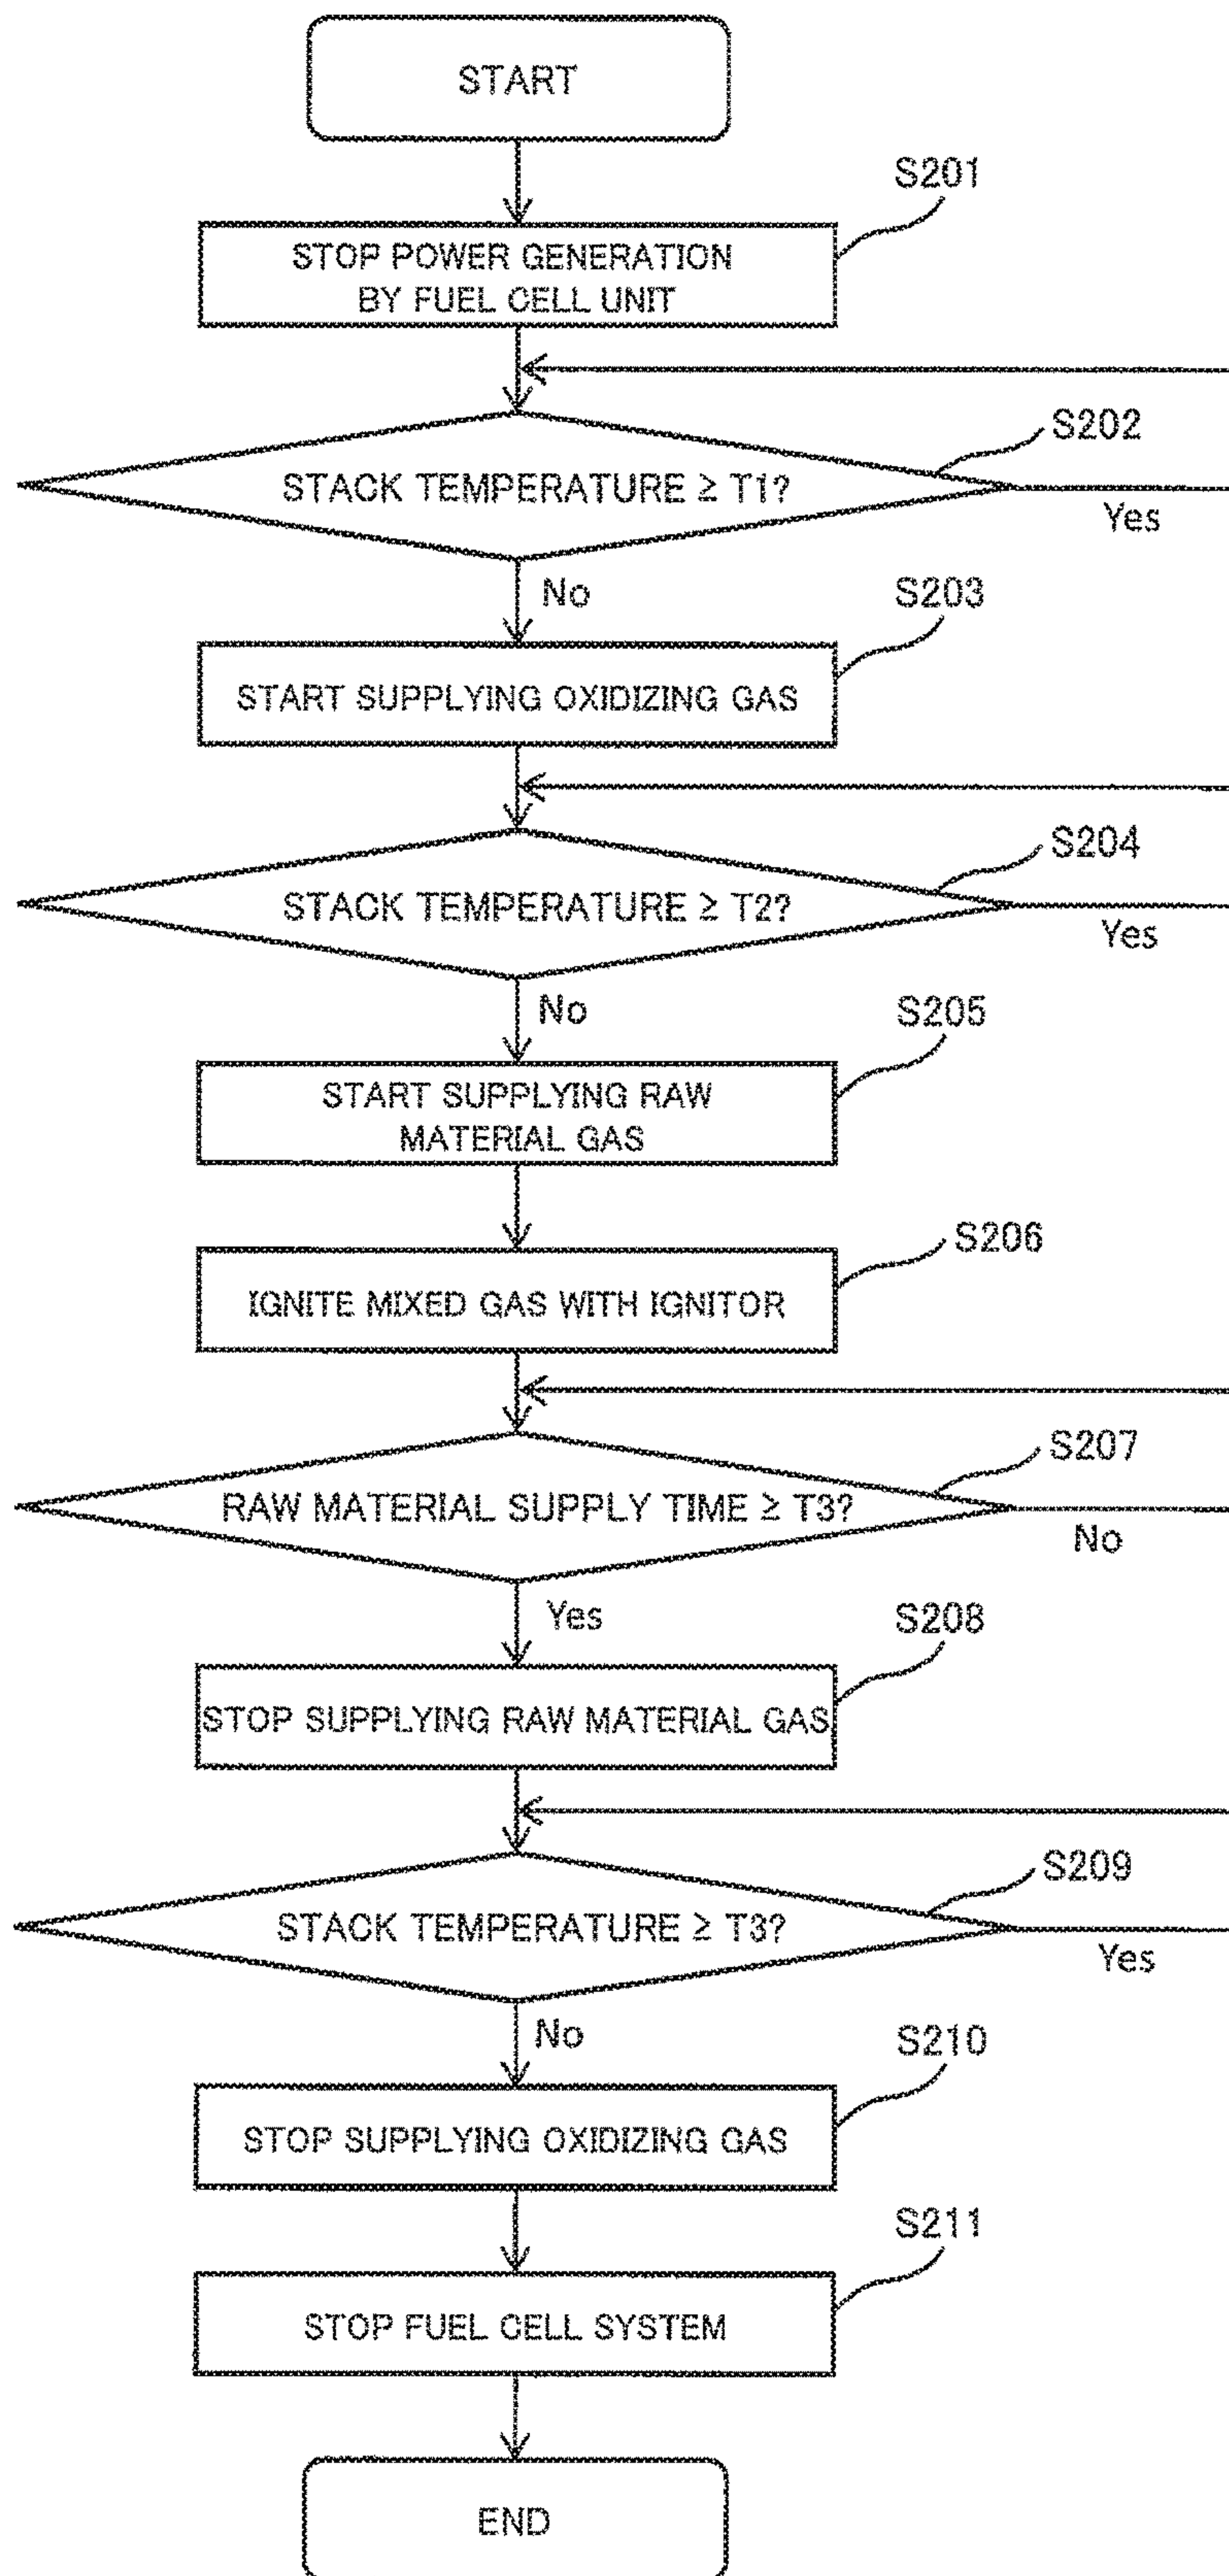 START
S201
STOP POWER GENERATION
BY FUEL CELL UNIT
S202
STACK TEMPERATURE ≥ T1?
Yes
No
S203
START SUPPLYING OXIDIZING GAS
S204
STACK TEMPERATURE ≥ T2?
Yes
No
S205
START SUPPLYING RAW
MATERIAL GAS
S206
IGNITE MIXED GAS WITH IGNITOR
S207
RAW MATERIAL SUPPLY TIME ≥ T3?
No
Yes
S208
STOP SUPPLYING RAW MATERIAL GAS
S209
STACK TEMPERATURE ≥ T3?
Yes
No
S210
STOP SUPPLYING OXIDIZING GAS
S211
STOP FUEL CELL SYSTEM
END